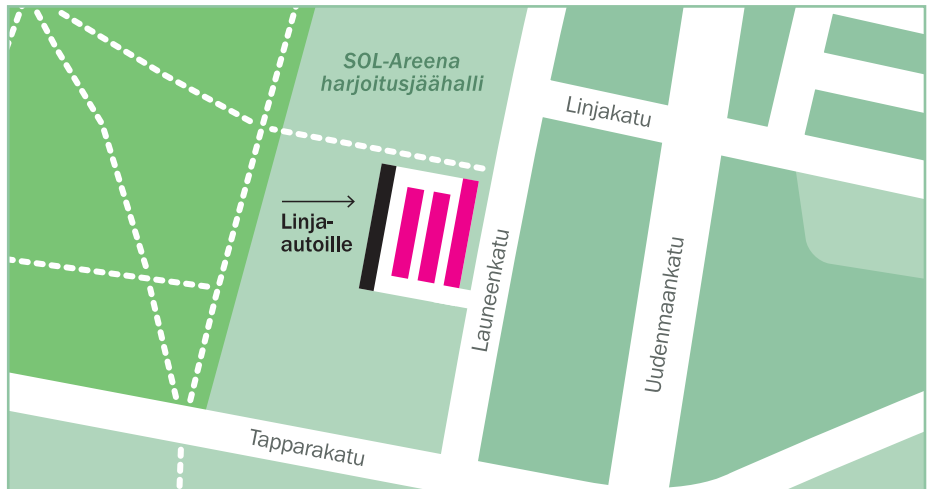 SOL-Areena
harjoitusjäähalli
Linjakatu
Linja-
autoille
Launeenkatu
Uudenmaankatu
Tapparakatu